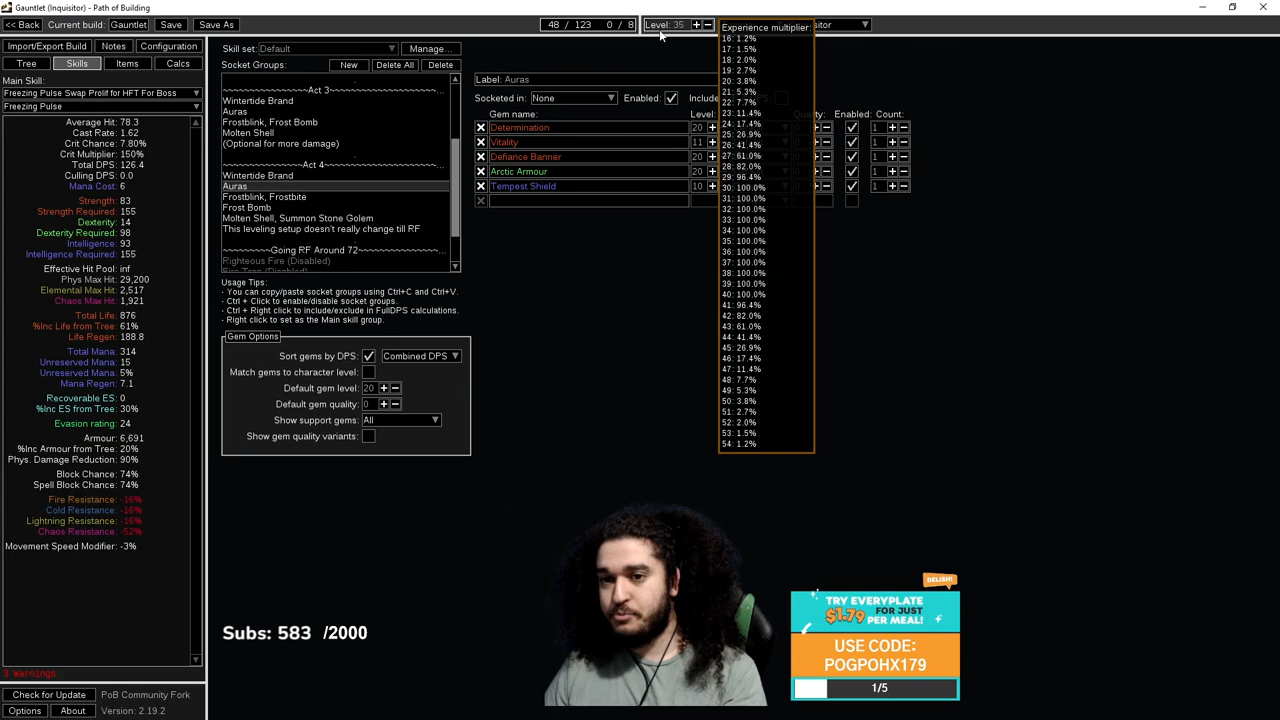 Gauntlet (Inquisitor) - Path of Building
<< Back
Current build: Gauntlet
Save
Save As
48 / 123 0 / 8
Level: 35 + −
isitor
Import/Export Build
Notes
Configuration
Tree
Skills
Items
Calcs
Main Skill:
Freezing Pulse Swap Prolif for HFT For Boss
Freezing Pulse
Average Hit: 78.3
Cast Rate: 1.62
Crit Chance: 7.80%
Crit Multiplier: 150%
Total DPS: 126.4
Culling DPS: 0.0
Mana Cost: 6
Strength: 83
Strength Required: 155
Dexterity: 14
Dexterity Required: 98
Intelligence: 93
Intelligence Required: 155
Effective Hit Pool: inf
Phys Max Hit: 29,200
Elemental Max Hit: 2,517
Chaos Max Hit: 1,921
Total Life: 876
%Inc Life from Tree: 61%
Life Regen: 188.8
Total Mana: 314
Unreserved Mana: 15
Unreserved Mana: 5%
Mana Regen: 7.1
Recoverable ES: 0
%Inc ES from Tree: 30%
Evasion rating: 24
Armour: 6,691
%Inc Armour from Tree: 20%
Phys. Damage Reduction: 90%
Block Chance: 74%
Spell Block Chance: 74%
Fire Resistance: -16%
Cold Resistance: -16%
Lightning Resistance: -16%
Chaos Resistance: -52%
Movement Speed Modifier: -3%
3 Warnings
Check for Update
PoB Community Fork
Options
About
Version: 2.19.2
Skill set: Default
Manage...
Socket Groups:
New
Delete All
Delete
~~~~~~~~~~Act 3~~~~~~~~~~...
Wintertide Brand
Auras
Frostblink, Frost Bomb
Molten Shell
(Optional for more damage)
~~~~~~~~~~Act 4~~~~~~~~~~...
Wintertide Brand
Auras
Frostblink, Frostbite
Frost Bomb
Molten Shell, Summon Stone Golem
This leveling setup doesn't really change till RF
~~~~~~~Going RF Around 72~~~~~~~...
Righteous Fire (Disabled)
Fire Trap (Disabled)
Usage Tips:
- You can copy/paste socket groups using Ctrl+C and Ctrl+V.
- Ctrl + Click to enable/disable socket groups.
- Ctrl + Right click to include/exclude in FullDPS calculations.
- Right click to set as the Main skill group.
Gem Options
Sort gems by DPS:
Combined DPS
Match gems to character level:
Default gem level: 20 + −
Default gem quality: 0 + −
Show support gems: All
Show gem quality variants:
Label: Auras
Socketed in: None
Enabled:
Gem name:
Level:
Enabled:
Count:
Determination 20 + 1 + −
Vitality 11 + 1 + −
Defiance Banner 20 + 1 + −
Arctic Armour 20 + 1 + −
Tempest Shield 10 + 1 + −
Experience multiplier:
16: 1.2%
17: 1.5%
18: 2.0%
19: 2.7%
20: 3.8%
21: 5.3%
22: 7.7%
23: 11.4%
24: 17.4%
25: 26.9%
26: 41.4%
27: 61.0%
28: 82.0%
29: 96.4%
30: 100.0%
31: 100.0%
32: 100.0%
33: 100.0%
34: 100.0%
35: 100.0%
36: 100.0%
37: 100.0%
38: 100.0%
39: 100.0%
40: 100.0%
41: 96.4%
42: 82.0%
43: 61.0%
44: 41.4%
45: 26.9%
46: 17.4%
47: 11.4%
48: 7.7%
49: 5.3%
50: 3.8%
51: 2.7%
52: 2.0%
53: 1.5%
54: 1.2%
Subs: 583 /2000
DELISH!
TRY EVERYPLATE
$1.79 FOR JUST
PER MEAL!
USE CODE:
POGPOHX179
1/5